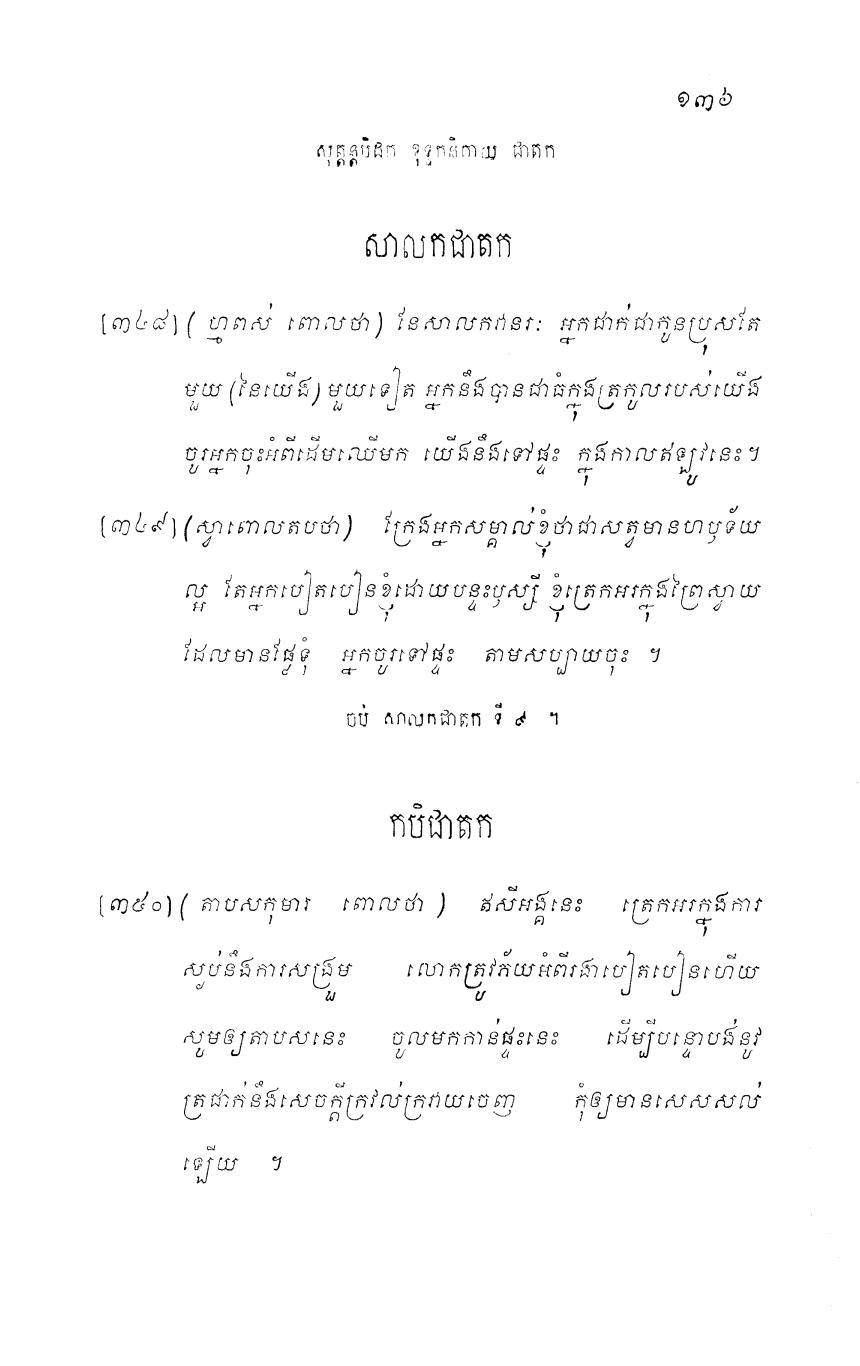 ១៣៦
សុត្តន្តបិដក ខុទ្ទកនិកាយ ជាតក
សាលកជាតក
[៣៤៨] ( ហ្មពស់ ពោលថា ) នែសាលកវានរៈ អ្នកជាក់ជាកូនប្រុសតែ
មួយ (នៃយើង) មួយទៀត អ្នកនឹងបានជាធំក្នុងត្រកូលរបស់យើង
ចូរអ្នកចុះអំពីដើមឈើមក យើងនឹងទៅផ្ទះ ក្នុងកាលឥឡូវនេះ។
[៣៤៩] (ស្វាពោលតបថា) ក្រែងអ្នកសម្គាល់ខ្ញុំថាជាសត្វមានហឫទ័យ
ល្អ តែអ្នកបៀតបៀនខ្ញុំដោយបន្ទះឫស្សី ខ្ញុំត្រេកអរក្នុងព្រៃស្វាយ
ដែលមានផ្លែទុំ អ្នកចូរទៅផ្ទះ តាមសប្បាយចុះ ។
ចប់ សាលកជាតក ទី ៩ ។
កបិជាតក
[៣៥០] ( តាបសកុមារ ពោលថា ) ឥសីអង្គនេះ ត្រេកអរក្នុងការ
ស្ងប់នឹងការសង្រួម លោកត្រូវភ័យអំពីរងាបៀតបៀនហើយ
សូមឲ្យតាបសនេះ ចូលមកកាន់ផ្ទះនេះ ដើម្បីបន្ទោបង់នូវ
ត្រជាក់នឹងសេចក្តីក្រវល់ក្រវាយចេញ កុំឲ្យមានសេសសល់
ឡើយ ។